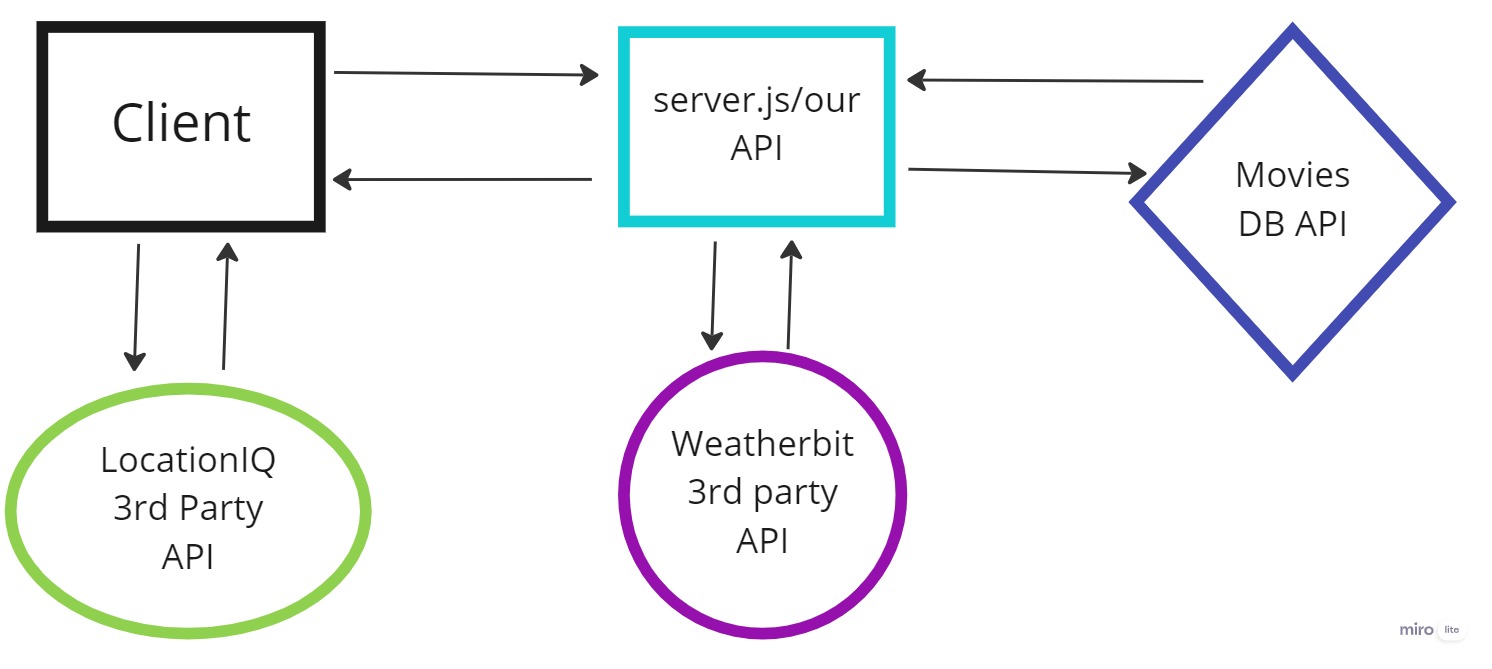 Client
server.js/our
API
Movies
DB API
LocationIQ
3rd Party
API
Weatherbit
3rd party
API
miro lite